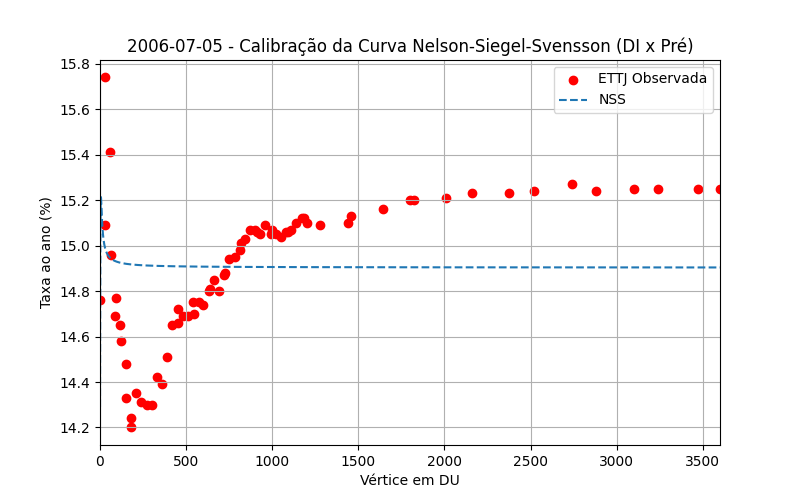 2006-07-05 - Calibração da Curva Nelson-Siegel-Svensson (DI x Pré)
15.8
15.6
15.4
15.2
15.0
14.8
14.6
14.4
14.2
Taxa ao ano (%)
ETTJ Observada
NSS
0 500 1000 1500 2000 2500 3000 3500
Vértice em DU